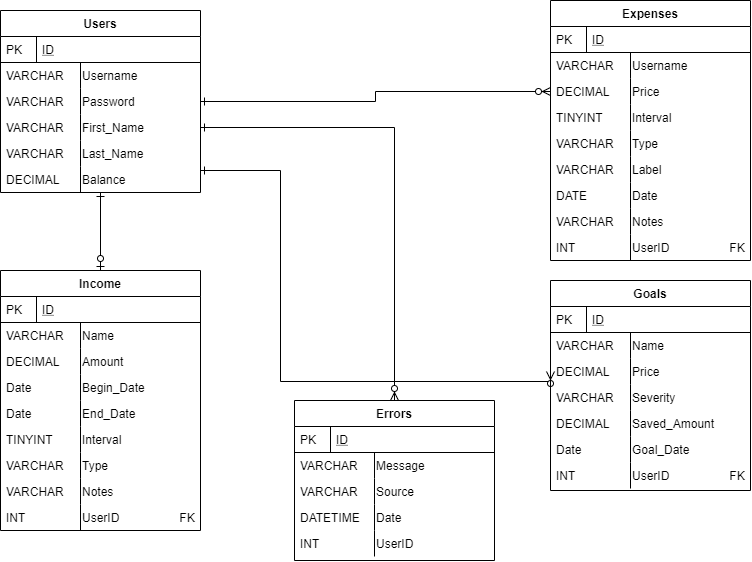 Users
PK ID
VARCHAR Username
VARCHAR Password
VARCHAR First_Name
VARCHAR Last_Name
DECIMAL Balance
Expenses
PK ID
VARCHAR Username
DECIMAL Price
TINYINT Interval
VARCHAR Type
VARCHAR Label
DATE Date
VARCHAR Notes
INT UserID FK
Income
PK ID
VARCHAR Name
DECIMAL Amount
Date Begin_Date
Date End_Date
TINYINT Interval
VARCHAR Type
VARCHAR Notes
INT UserID FK
Errors
PK ID
VARCHAR Message
VARCHAR Source
DATETIME Date
INT UserID
Goals
PK ID
VARCHAR Name
DECIMAL Price
VARCHAR Severity
DECIMAL Saved_Amount
Date Goal_Date
INT UserID FK